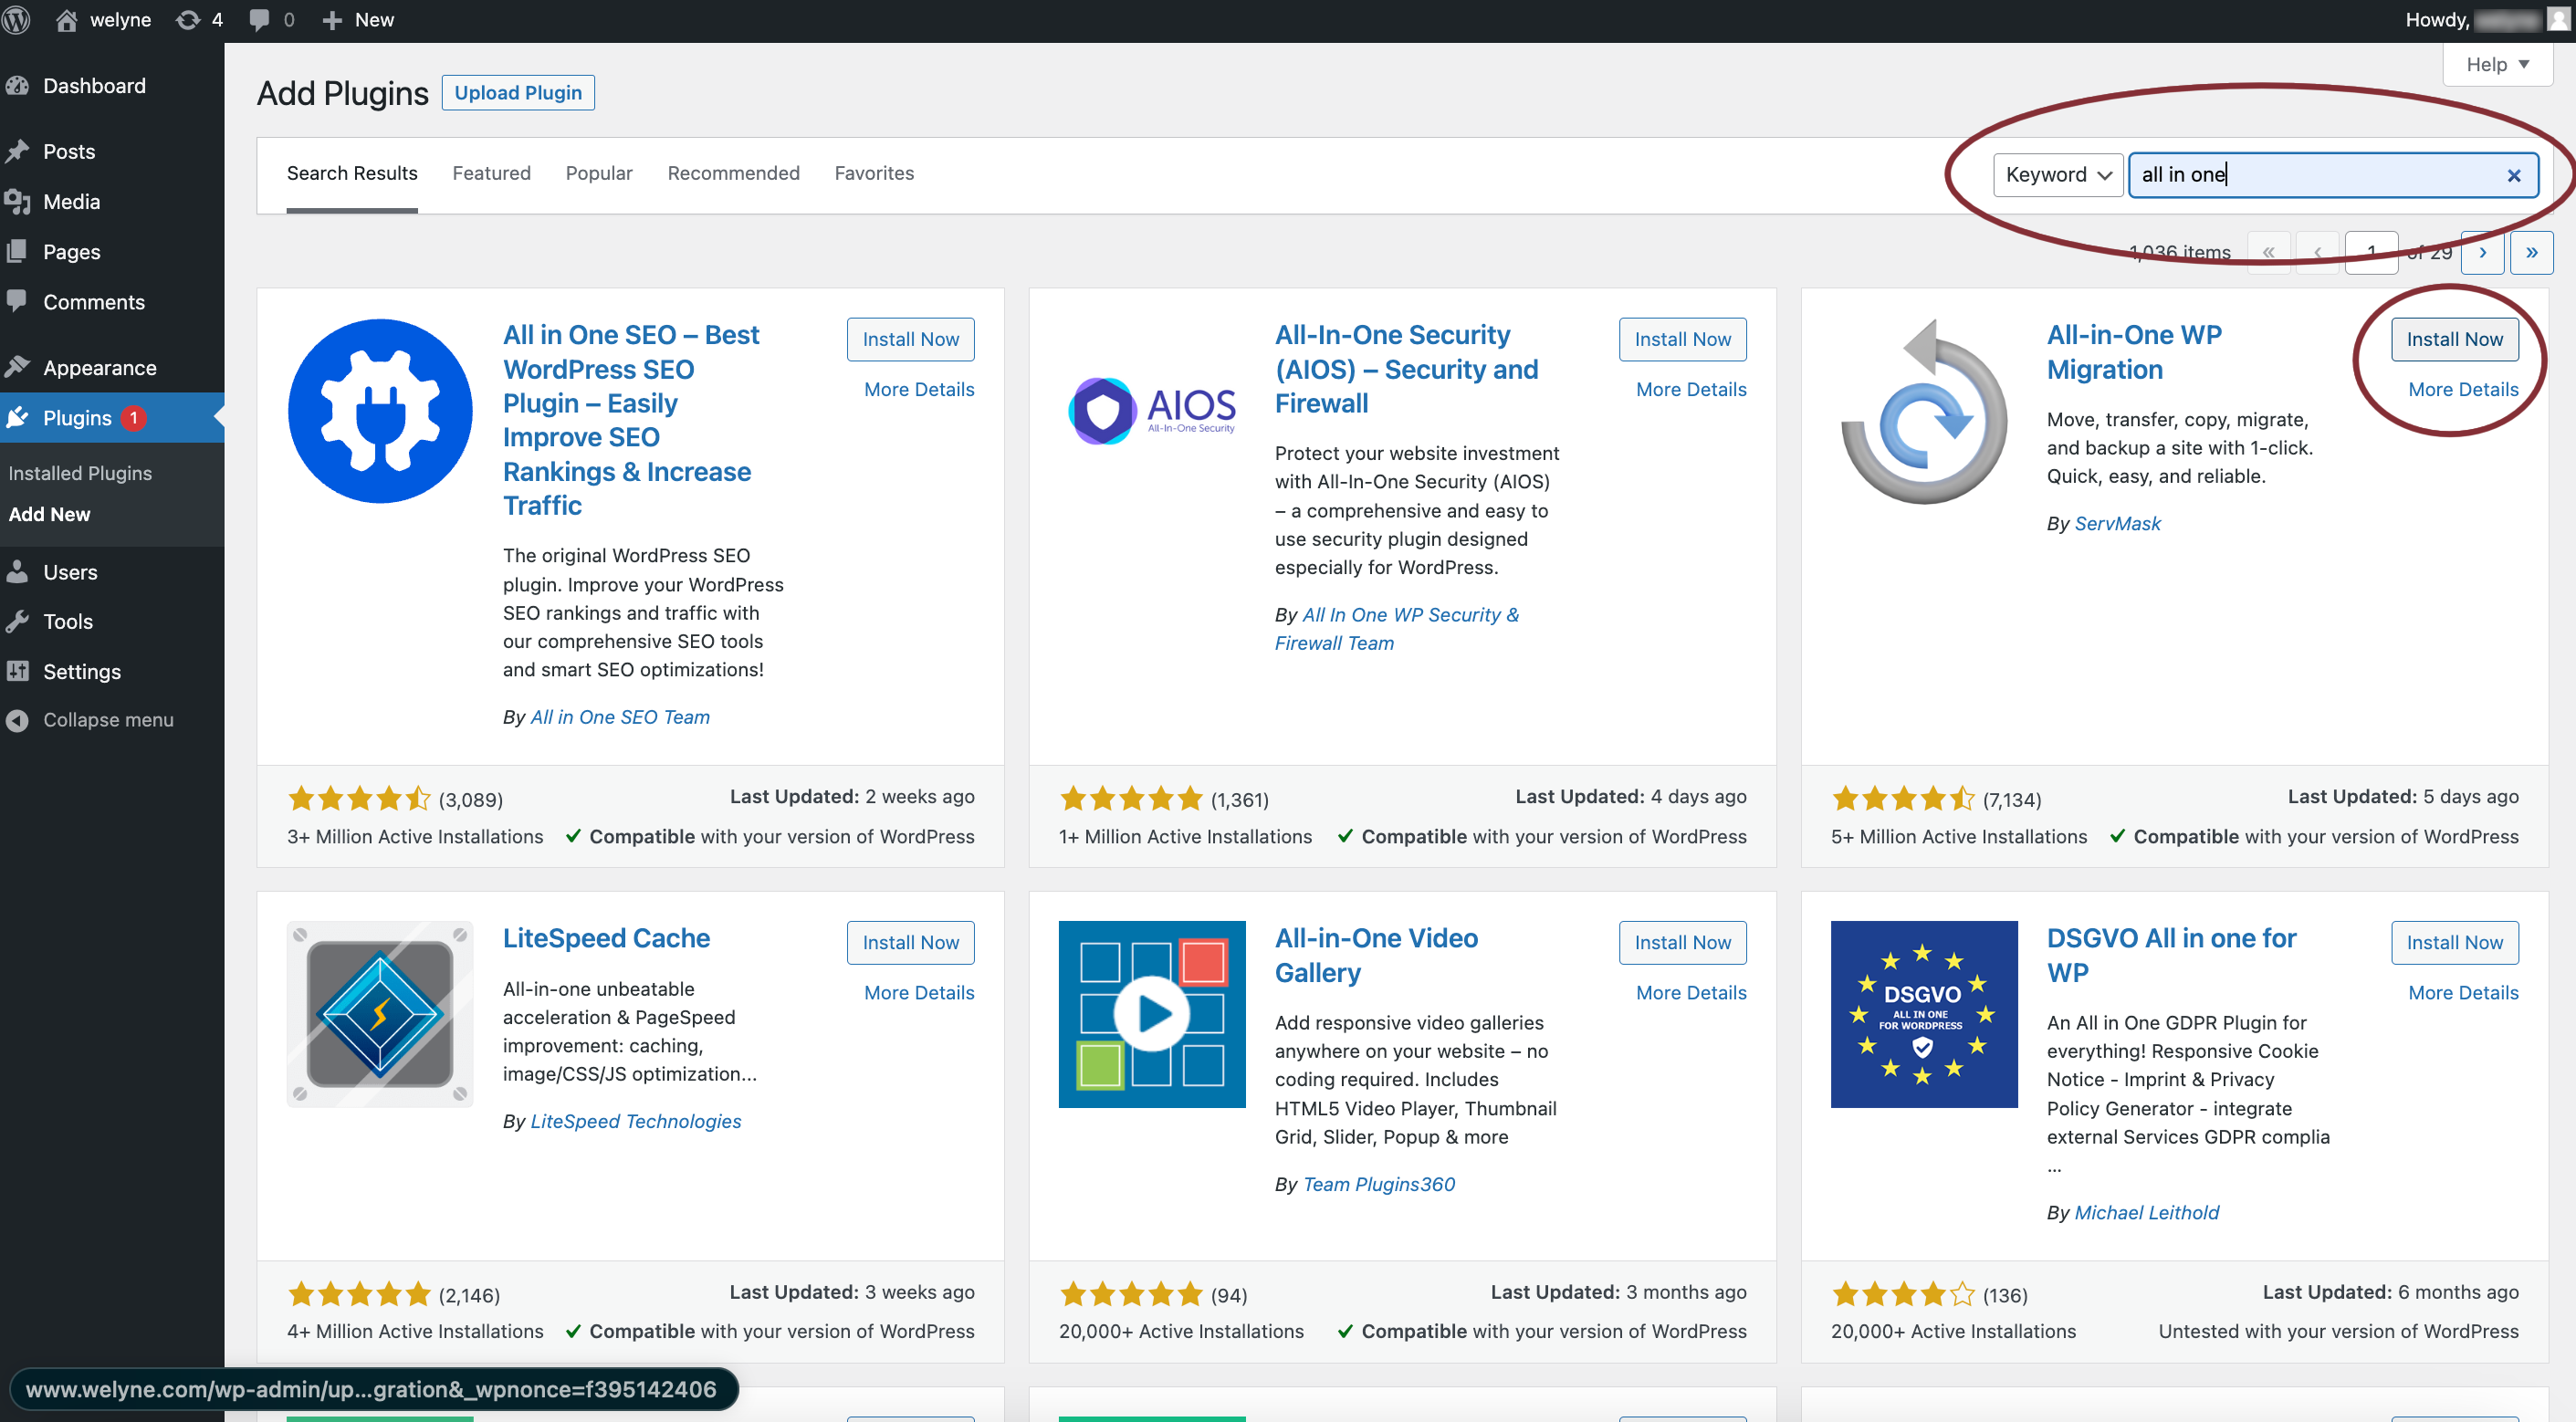 welyne 4 0 New
Howdy,
Dashboard
Posts
Media
Pages
Comments
Appearance
Plugins 1
Installed Plugins
Add New
Users
Tools
Settings
Collapse menu
Help
Add Plugins Upload Plugin
Search Results Featured Popular Recommended Favorites
Keyword all in one
1,036 items « ‹ 1 of 29 › »
All in One SEO – Best
WordPress SEO
Plugin – Easily
Improve SEO
Rankings & Increase
Traffic
Install Now
More Details
The original WordPress SEO
plugin. Improve your WordPress
SEO rankings and traffic with
our comprehensive SEO tools
and smart SEO optimizations!
By All in One SEO Team
(3,089)
Last Updated: 2 weeks ago
3+ Million Active Installations
Compatible with your version of WordPress
AIOS
All-In-One Security
All-In-One Security
(AIOS) – Security and
Firewall
Install Now
More Details
Protect your website investment
with All-In-One Security (AIOS)
– a comprehensive and easy to
use security plugin designed
especially for WordPress.
By All In One WP Security &
Firewall Team
(1,361)
Last Updated: 4 days ago
1+ Million Active Installations
Compatible with your version of WordPress
All-in-One WP
Migration
Install Now
More Details
Move, transfer, copy, migrate,
and backup a site with 1-click.
Quick, easy, and reliable.
By ServMask
(7,134)
Last Updated: 5 days ago
5+ Million Active Installations
Compatible with your version of WordPress
LiteSpeed Cache
Install Now
More Details
All-in-one unbeatable
acceleration & PageSpeed
improvement: caching,
image/CSS/JS optimization...
By LiteSpeed Technologies
(2,146)
Last Updated: 3 weeks ago
4+ Million Active Installations
Compatible with your version of WordPress
All-in-One Video
Gallery
Install Now
More Details
Add responsive video galleries
anywhere on your website – no
coding required. Includes
HTML5 Video Player, Thumbnail
Grid, Slider, Popup & more
By Team Plugins360
(94)
Last Updated: 3 months ago
20,000+ Active Installations
Compatible with your version of WordPress
DSGVO
ALL IN ONE
FOR WORDPRESS
DSGVO All in one for
WP
Install Now
More Details
An All in One GDPR Plugin for
everything! Responsive Cookie
Notice - Imprint & Privacy
Policy Generator - integrate
external Services GDPR complia
...
By Michael Leithold
(136)
Last Updated: 6 months ago
20,000+ Active Installations
Untested with your version of WordPress
www.welyne.com/wp-admin/up...gration&_wpnonce=f395142406